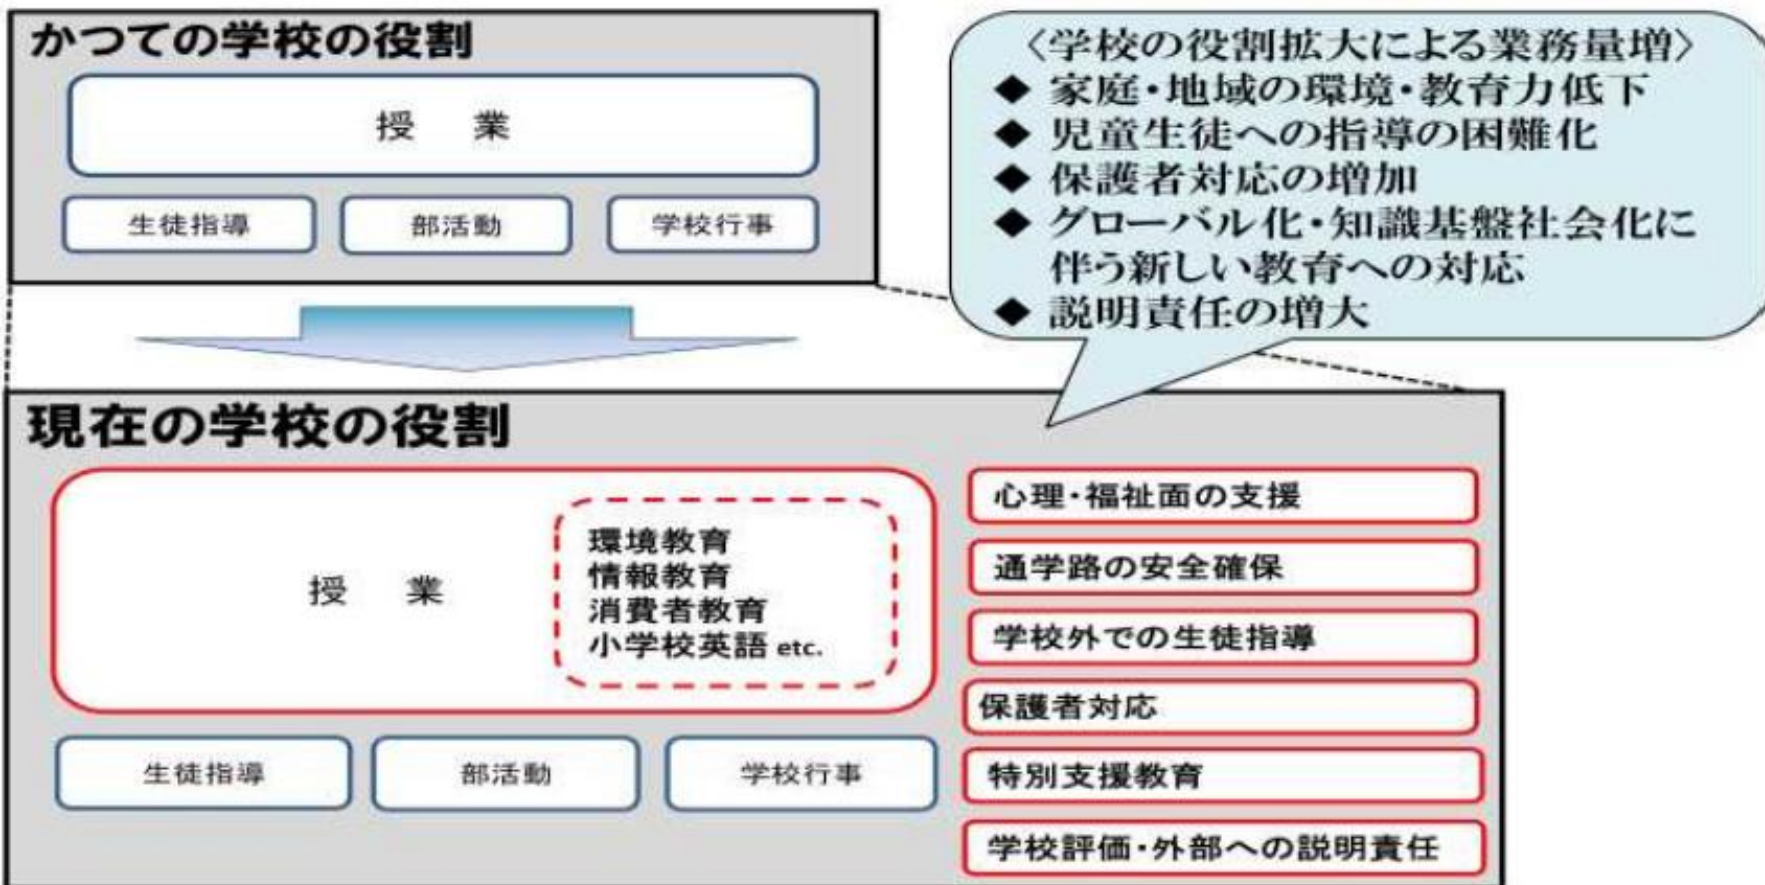 かつての学校の役割
授　業
生徒指導
部活動
学校行事
〈学校の役割拡大による業務量増〉
◆ 家庭・地域の環境・教育力低下
◆ 児童生徒への指導の困難化
◆ 保護者対応の増加
◆ グローバル化・知識基盤社会化に
伴う新しい教育への対応
◆ 説明責任の増大
現在の学校の役割
授　業
環境教育
情報教育
消費者教育
小学校英語 etc.
生徒指導
部活動
学校行事
心理・福祉面の支援
通学路の安全確保
学校外での生徒指導
保護者対応
特別支援教育
学校評価・外部への説明責任